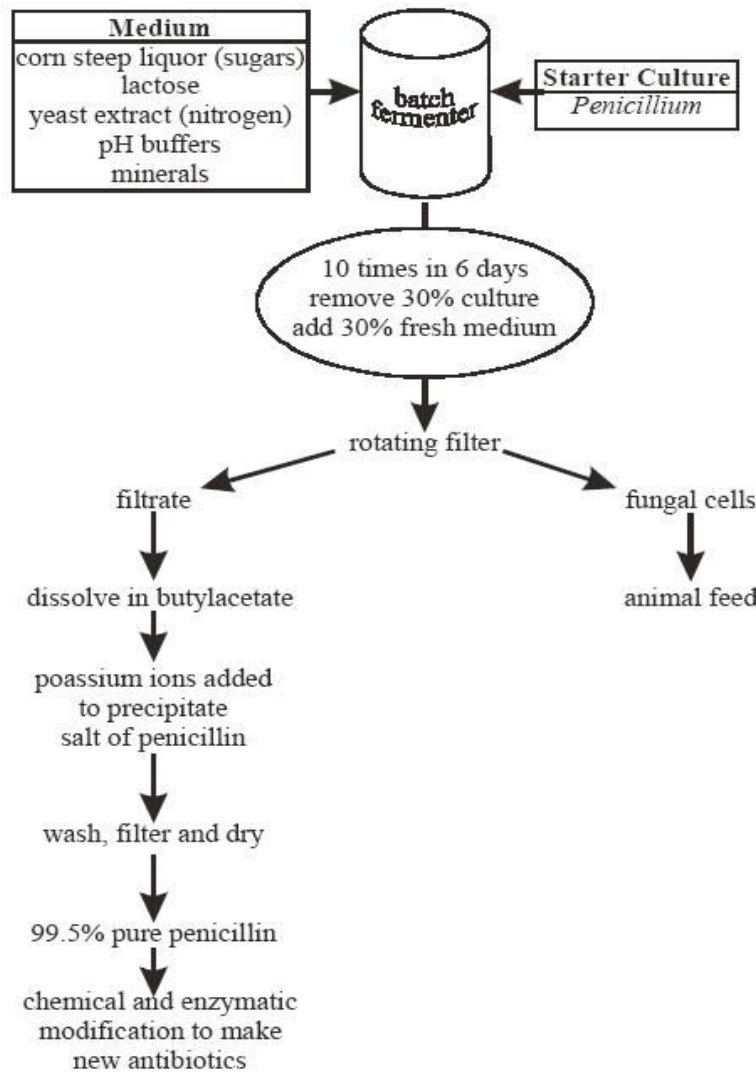 Medium
corn steep liquor (sugars)
lactose
yeast extract (nitrogen)
pH buffers
minerals
batch
fermenter
Starter Culture
Penicillium
10 times in 6 days
remove 30% culture
add 30% fresh medium
rotating filter
filtrate
fungal cells
dissolve in butylacetate
animal feed
poassium ions added
to precipitate
salt of penicillin
wash, filter and dry
99.5% pure penicillin
chemical and enzymatic
modification to make
new antibiotics